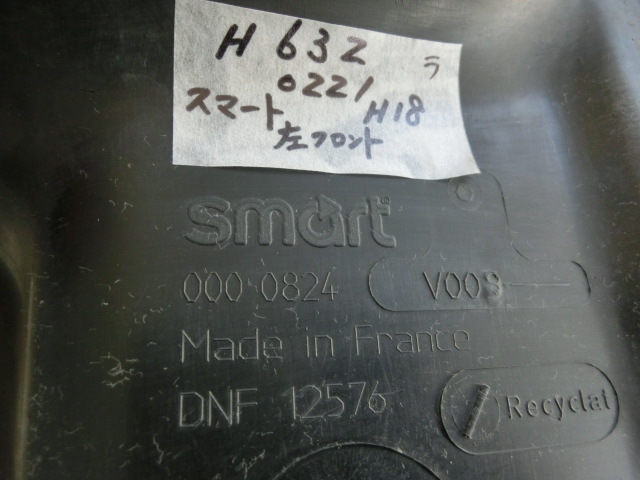 H 632
ラ
0221
スマート H18
左フロント
smart
000 0824 V008
Made in France
DNF 12576
Recyclat